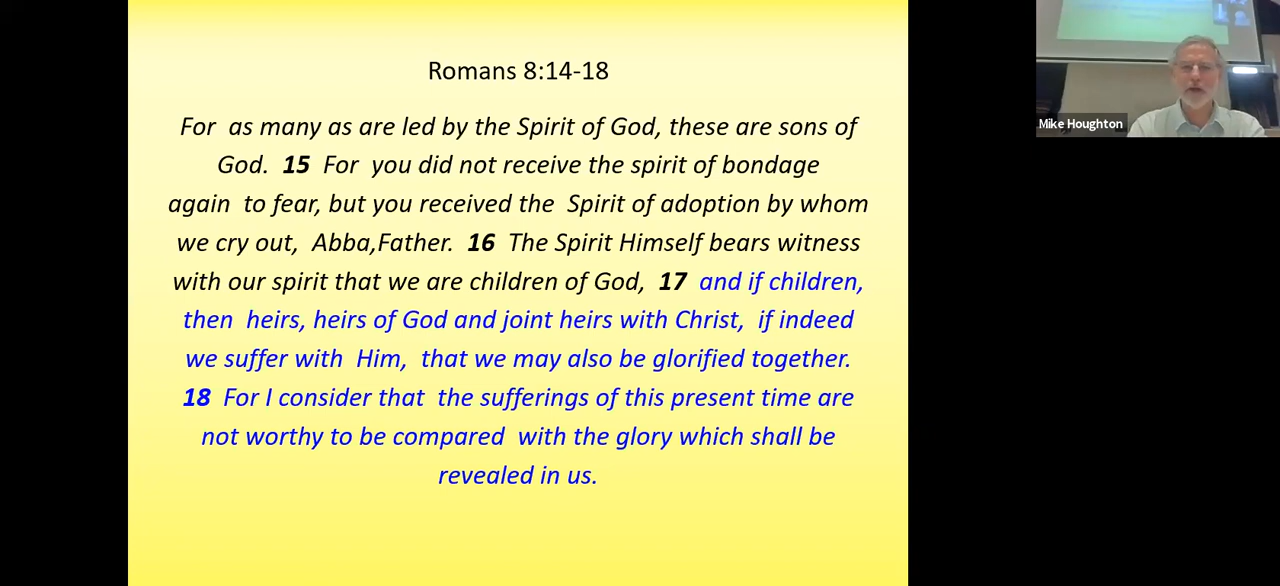 Romans 8:14-18
For as many as are led by the Spirit of God, these are sons of
God. 15 For you did not receive the spirit of bondage
again to fear, but you received the Spirit of adoption by whom
we cry out, Abba,Father. 16 The Spirit Himself bears witness
with our spirit that we are children of God, 17 and if children,
then heirs, heirs of God and joint heirs with Christ, if indeed
we suffer with Him, that we may also be glorified together.
18 For I consider that the sufferings of this present time are
not worthy to be compared with the glory which shall be
revealed in us.
Mike Houghton